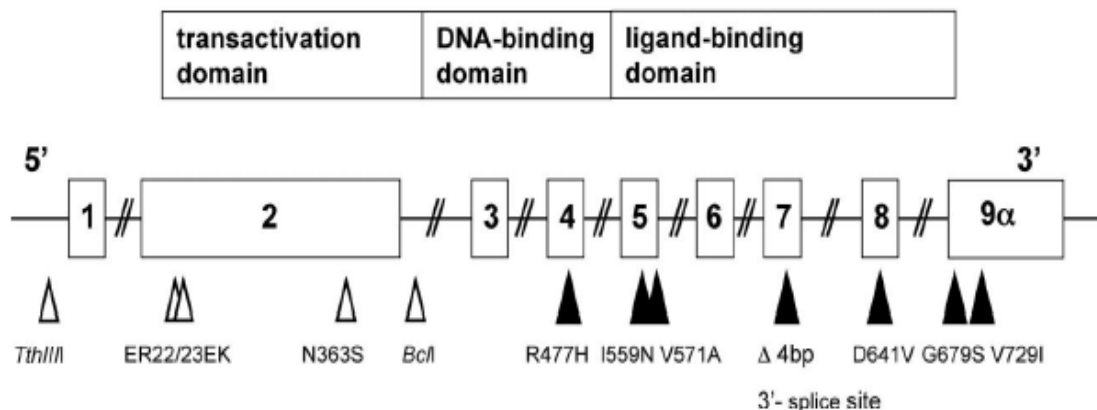 transactivation domain
DNA-binding domain
ligand-binding domain
5’ 3’
1 // 2 // 3 // 4 // 5 // 6 // 7 // 8 // 9α
TthIIII ER22/23EK N363S BclI R477H I559N V571A Δ 4bp D641V G679S V729I
3’- splice site